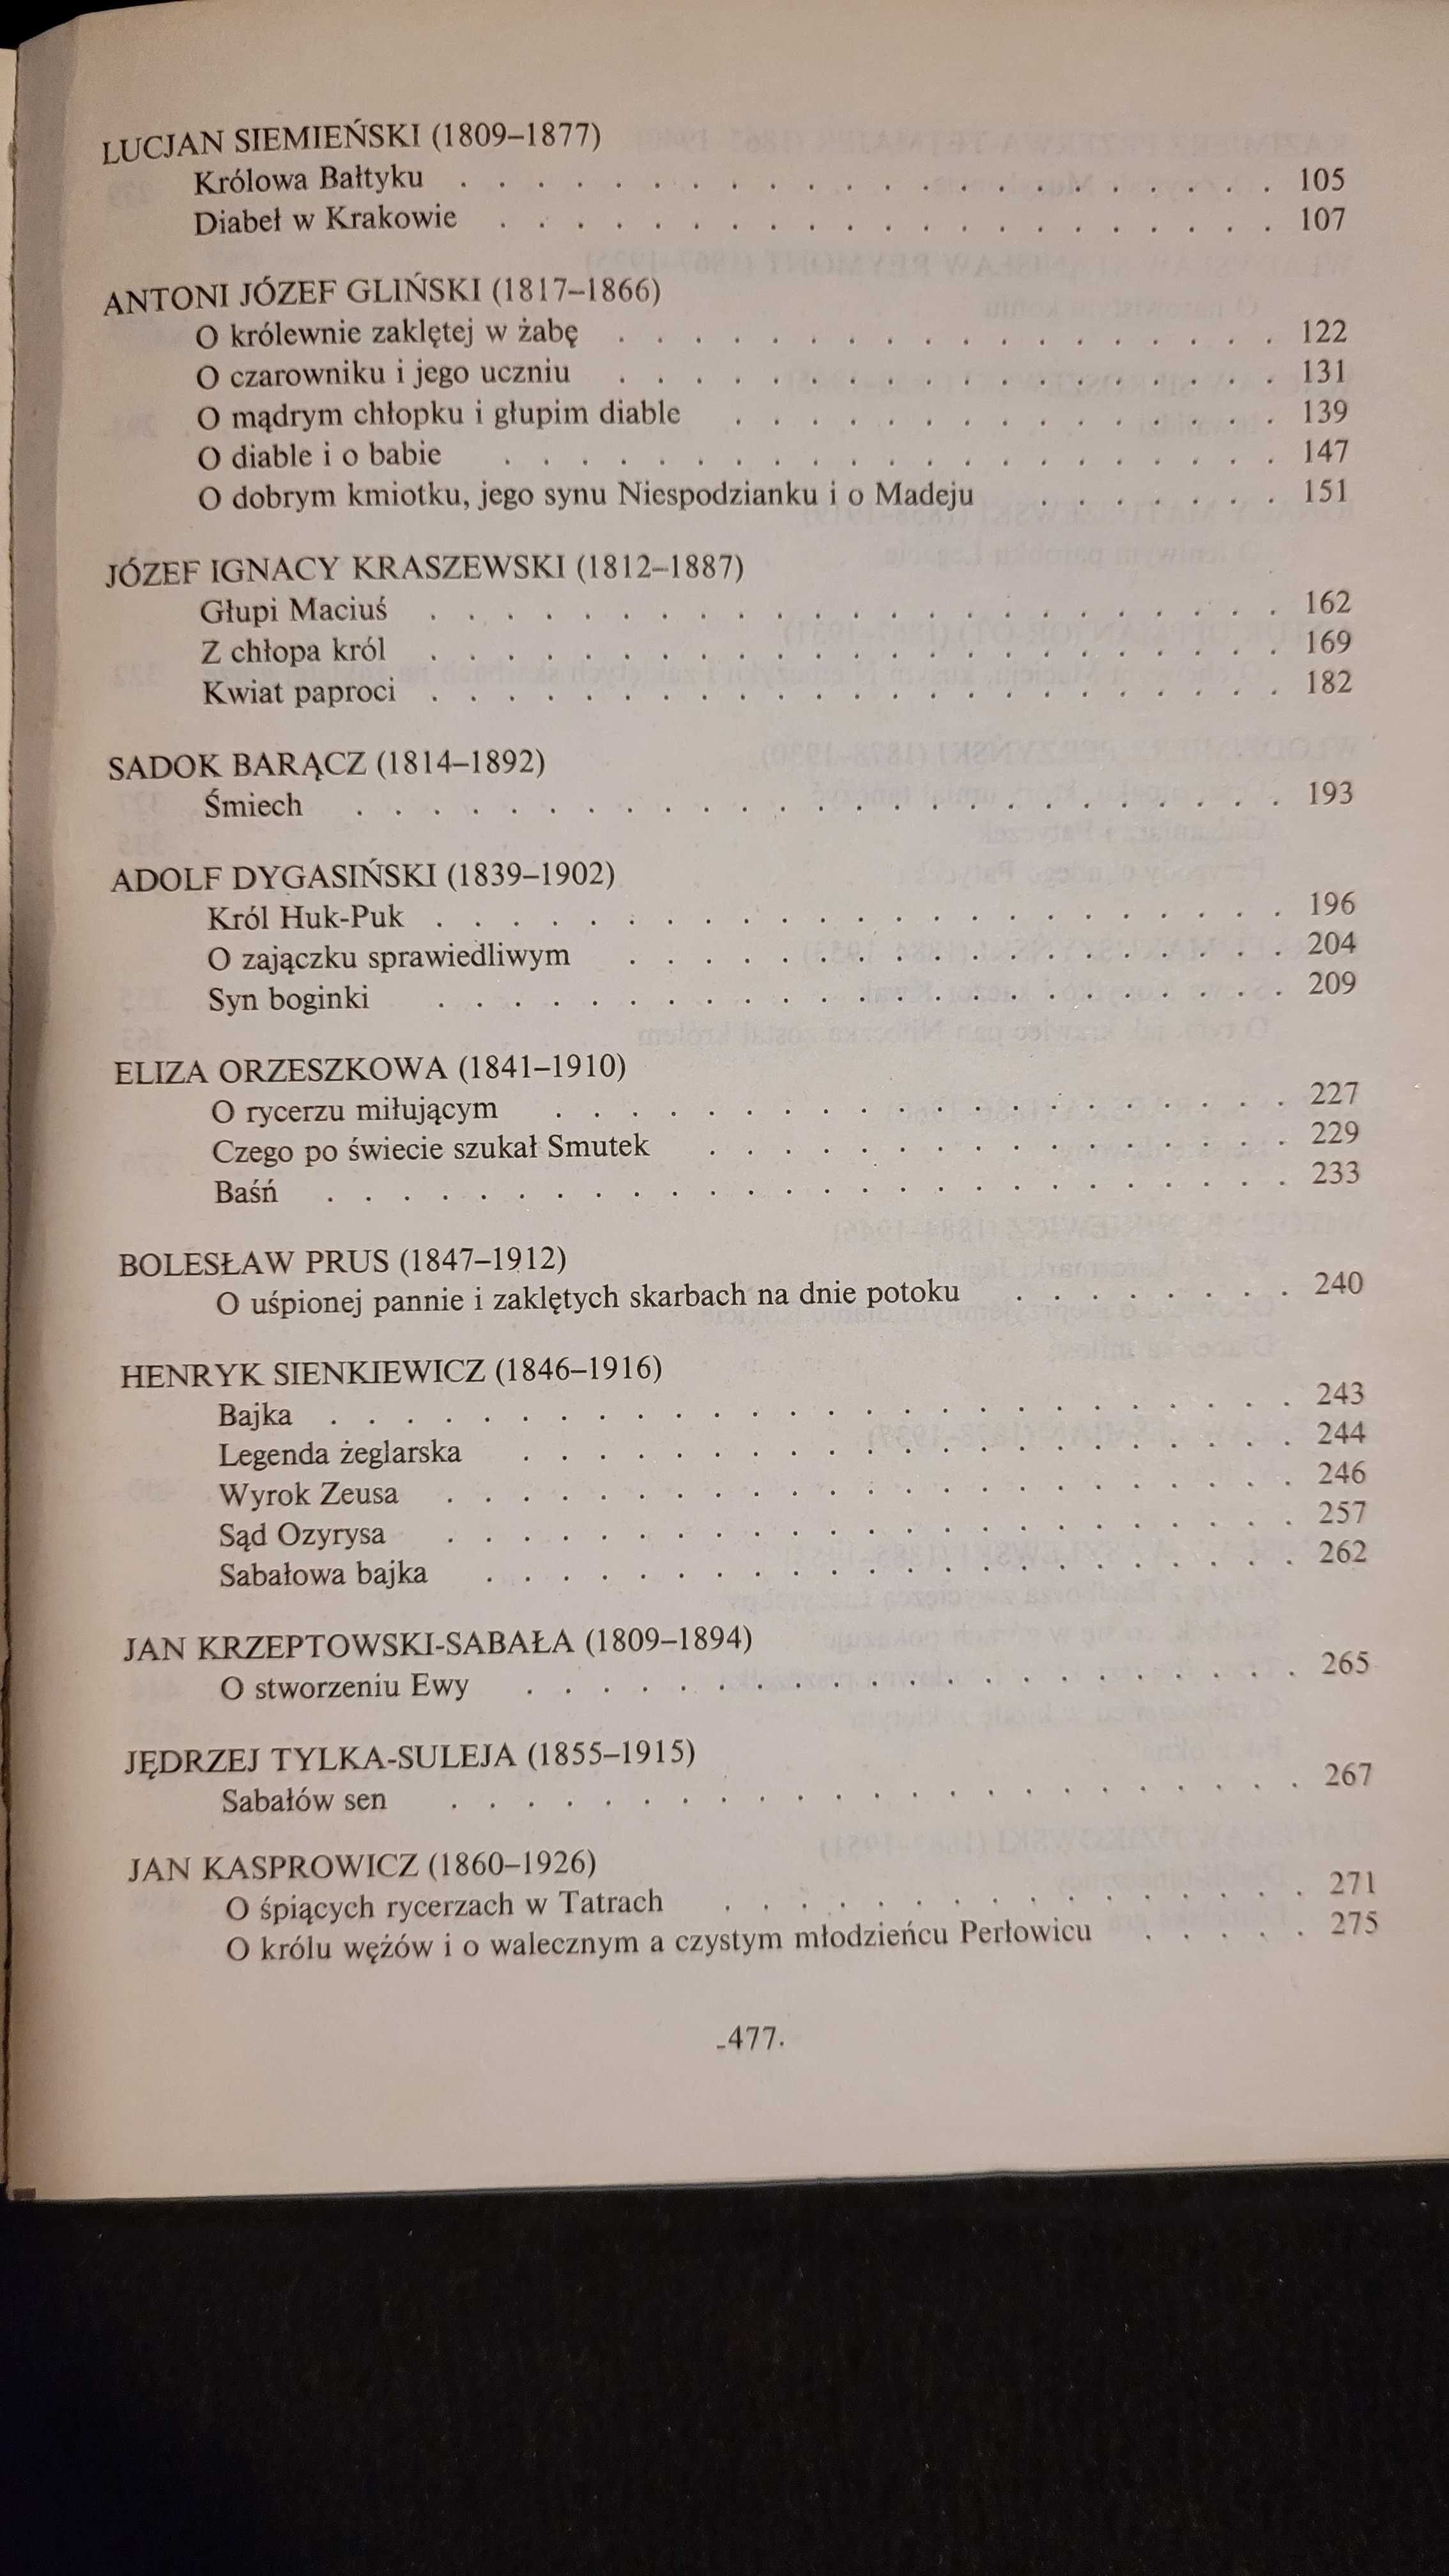 LUCJAN SIEMIEŃSKI (1809–1877)
Królowa Bałtyku . . . . . . . . . . . . . . . . . . . . . . 105
Diabeł w Krakowie . . . . . . . . . . . . . . . . . . . . . 107
ANTONI JÓZEF GLIŃSKI (1817–1866)
O królewnie zaklętej w żabę . . . . . . . . . . . . . . . . . . 122
O czarowniku i jego uczniu . . . . . . . . . . . . . . . . . . 131
O mądrym chłopku i głupim diable . . . . . . . . . . . . . . . 139
O diable i o babie . . . . . . . . . . . . . . . . . . . . . 147
O dobrym kmiotku, jego synu Niespodzianku i o Madeju . . . . . . . 151
JÓZEF IGNACY KRASZEWSKI (1812–1887)
Głupi Maciuś . . . . . . . . . . . . . . . . . . . . . . . 162
Z chłopa król . . . . . . . . . . . . . . . . . . . . . . . 169
Kwiat paproci . . . . . . . . . . . . . . . . . . . . . . . 182
SADOK BARĄCZ (1814–1892)
Śmiech . . . . . . . . . . . . . . . . . . . . . . . . . 193
ADOLF DYGASIŃSKI (1839–1902)
Król Huk-Puk . . . . . . . . . . . . . . . . . . . . . . . 196
O zajączku sprawiedliwym . . . . . . . . . . . . . . . . . . 204
Syn boginki . . . . . . . . . . . . . . . . . . . . . . . 209
ELIZA ORZESZKOWA (1841–1910)
O rycerzu miłującym . . . . . . . . . . . . . . . . . . . . 227
Czego po świecie szukał Smutek . . . . . . . . . . . . . . . . 229
Baśń . . . . . . . . . . . . . . . . . . . . . . . . . . 233
BOLESŁAW PRUS (1847–1912)
O uśpionej pannie i zaklętych skarbach na dnie potoku . . . . . . . . 240
HENRYK SIENKIEWICZ (1846–1916)
Bajka . . . . . . . . . . . . . . . . . . . . . . . . . . 243
Legenda żeglarska . . . . . . . . . . . . . . . . . . . . . 244
Wyrok Zeusa . . . . . . . . . . . . . . . . . . . . . . . 246
Sąd Ozyrysa . . . . . . . . . . . . . . . . . . . . . . . 257
Sabałowa bajka . . . . . . . . . . . . . . . . . . . . . . 262
JAN KRZEPTOWSKI-SABAŁA (1809–1894)
O stworzeniu Ewy . . . . . . . . . . . . . . . . . . . . . 265
JĘDRZEJ TYLKA-SULEJA (1855–1915)
Sabałów sen . . . . . . . . . . . . . . . . . . . . . . . 267
JAN KASPROWICZ (1860–1926)
O śpiących rycerzach w Tatrach . . . . . . . . . . . . . . . . 271
O królu wężów i o walecznym a czystym młodzieńcu Perłowicu . . . . . 275
477